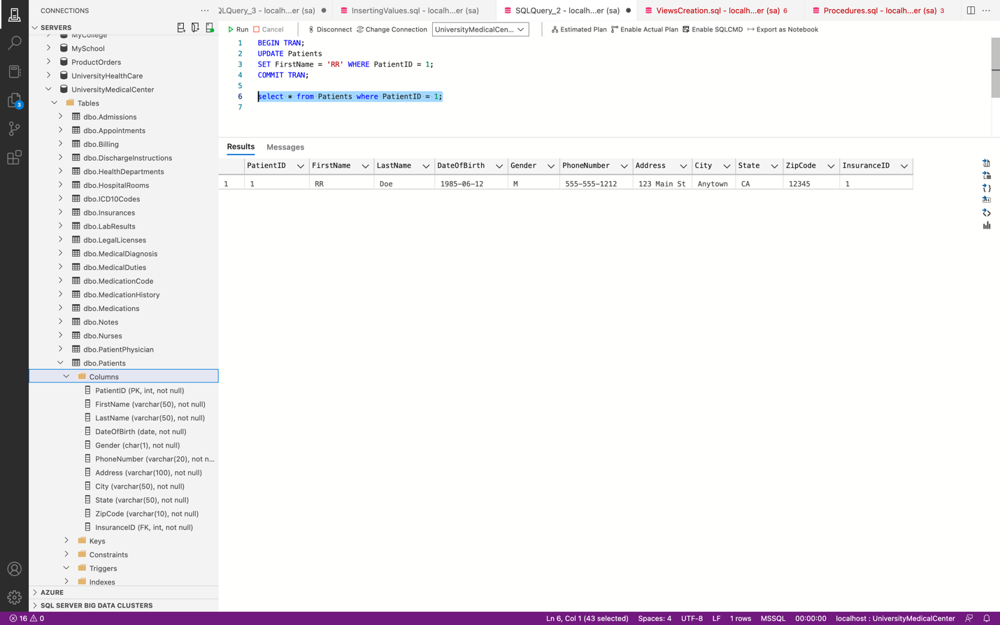 CONNECTIONS
SERVERS
MyCollege
MySchool
ProductOrders
UniversityHealthCare
UniversityMedicalCenter
Tables
dbo.Admissions
dbo.Appointments
dbo.Billing
dbo.DischargeInstructions
dbo.HealthDepartments
dbo.HospitalRooms
dbo.ICD10Codes
dbo.Insurances
dbo.LabResults
dbo.LegalLicenses
dbo.MedicalDiagnosis
dbo.MedicalDuties
dbo.MedicationCode
dbo.MedicationHistory
dbo.Medications
dbo.Notes
dbo.Nurses
dbo.PatientPhysician
dbo.Patients
Columns
PatientID (PK, int, not null)
FirstName (varchar(50), not null)
LastName (varchar(50), not null)
DateOfBirth (date, not null)
Gender (char(1), not null)
PhoneNumber (varchar(20), not n...
Address (varchar(100), not null)
City (varchar(50), not null)
State (varchar(50), not null)
ZipCode (varchar(10), not null)
InsuranceID (FK, int, not null)
Keys
Constraints
Triggers
Indexes
AZURE
SQL SERVER BIG DATA CLUSTERS
3
QLQuery_3 - localh...er (sa) InsertingValues.sql - localh...er (sa) SQLQuery_2 - localh...er (sa) ViewsCreation.sql - localh...er (sa) 6 Procedures.sql - localh...er (sa) 3
Run Cancel Disconnect Change Connection UniversityMedicalCen... Estimated Plan Enable Actual Plan Enable SQLCMD Export as Notebook
1 BEGIN TRAN;
2 UPDATE Patients
3 SET FirstName = 'RR' WHERE PatientID = 1;
4 COMMIT TRAN;
5
6 select * from Patients where PatientID = 1;
7
Results Messages
PatientID FirstName LastName DateOfBirth Gender PhoneNumber Address City State ZipCode InsuranceID
1 1 RR Doe 1985-06-12 M 555-555-1212 123 Main St Anytown CA 12345 1
16 0 Ln 6, Col 1 (43 selected) Spaces: 4 UTF-8 LF 1 rows MSSQL 00:00:00 localhost : UniversityMedicalCenter